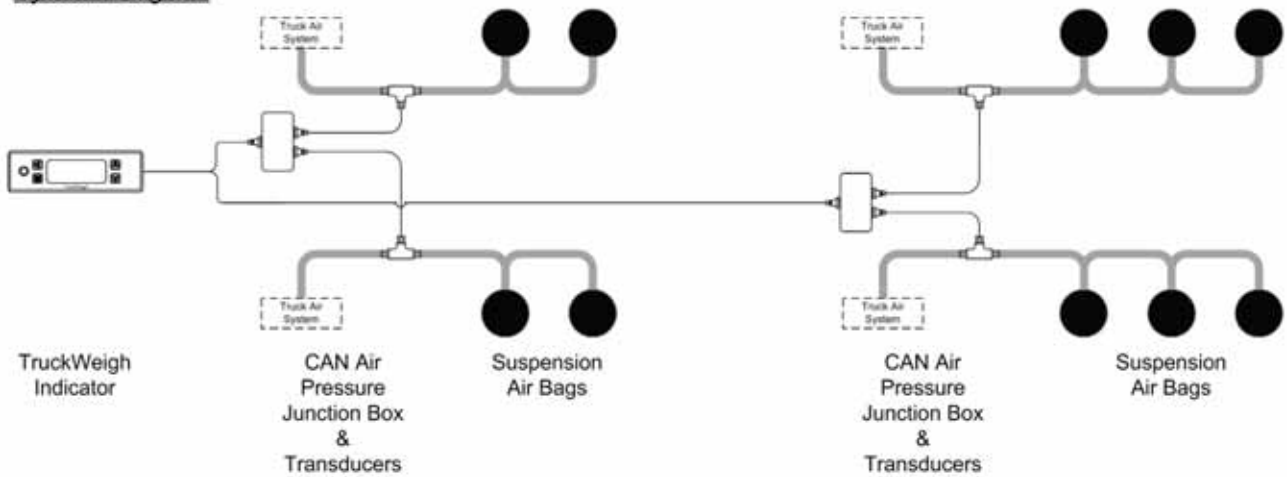 Truck Air
System
Truck Air
System
Truck Air
System
Truck Air
System
TruckWeigh
Indicator
CAN Air
Pressure
Junction Box
&
Transducers
Suspension
Air Bags
CAN Air
Pressure
Junction Box
&
Transducers
Suspension
Air Bags